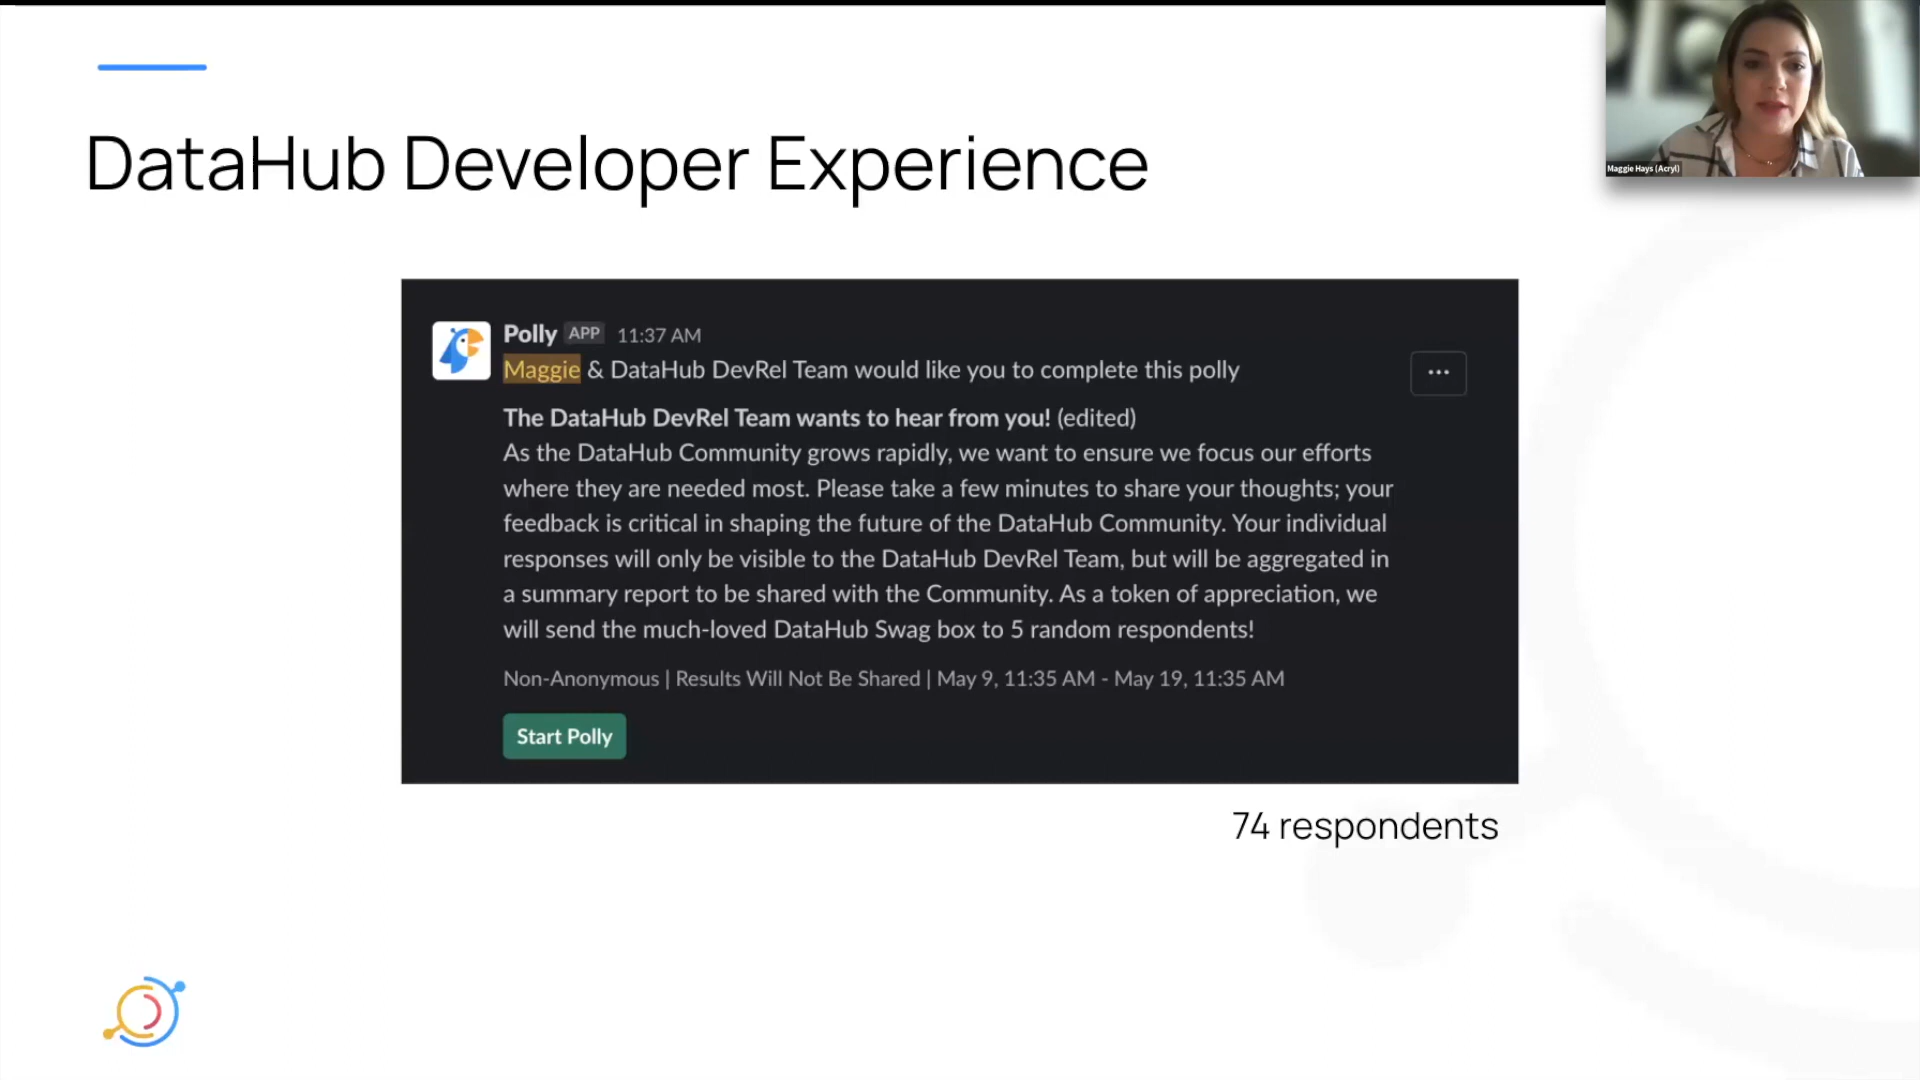 DataHub Developer Experience
Maggie Hays (Acryl)
Polly APP 11:37 AM
Maggie & DataHub DevRel Team would like you to complete this polly
The DataHub DevRel Team wants to hear from you! (edited)
As the DataHub Community grows rapidly, we want to ensure we focus our efforts
where they are needed most. Please take a few minutes to share your thoughts; your
feedback is critical in shaping the future of the DataHub Community. Your individual
responses will only be visible to the DataHub DevRel Team, but will be aggregated in
a summary report to be shared with the Community. As a token of appreciation, we
will send the much-loved DataHub Swag box to 5 random respondents!
Non-Anonymous | Results Will Not Be Shared | May 9, 11:35 AM - May 19, 11:35 AM
Start Polly
74 respondents